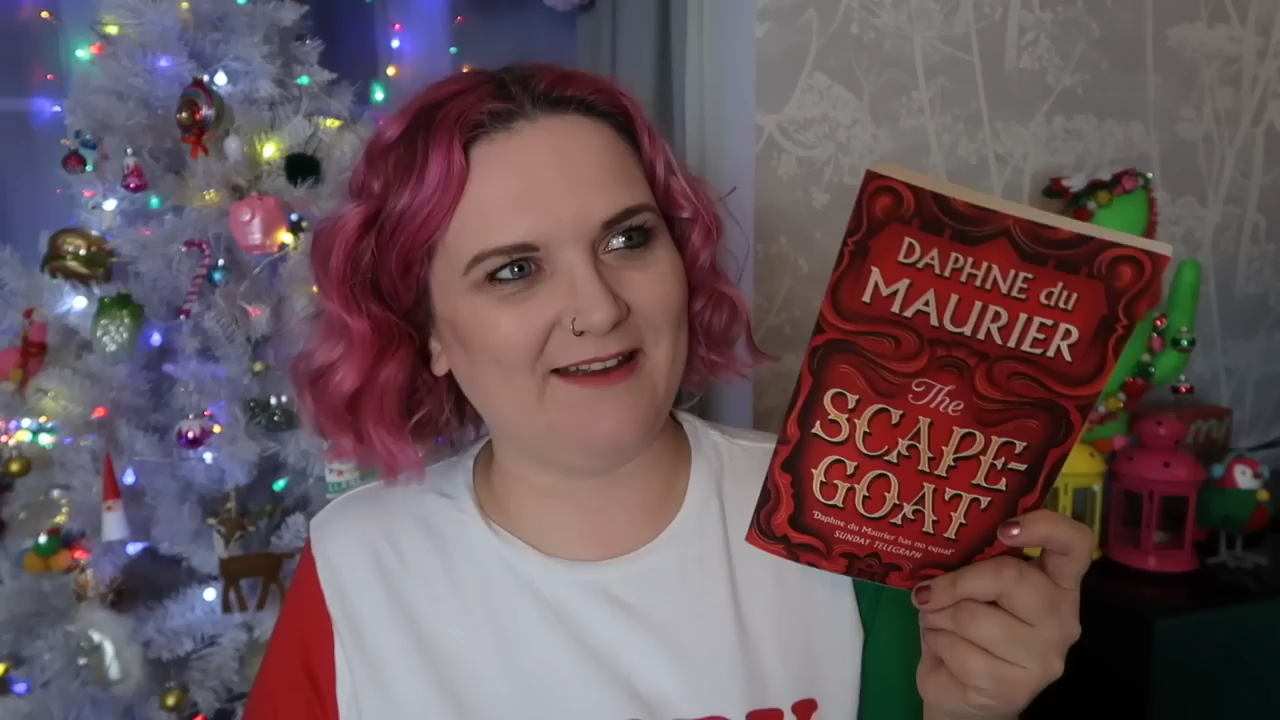 DAPHNE du
MAURIER
The
SCAPE-
GOAT
'Daphne du Maurier has no equal'
SUNDAY TELEGRAPH